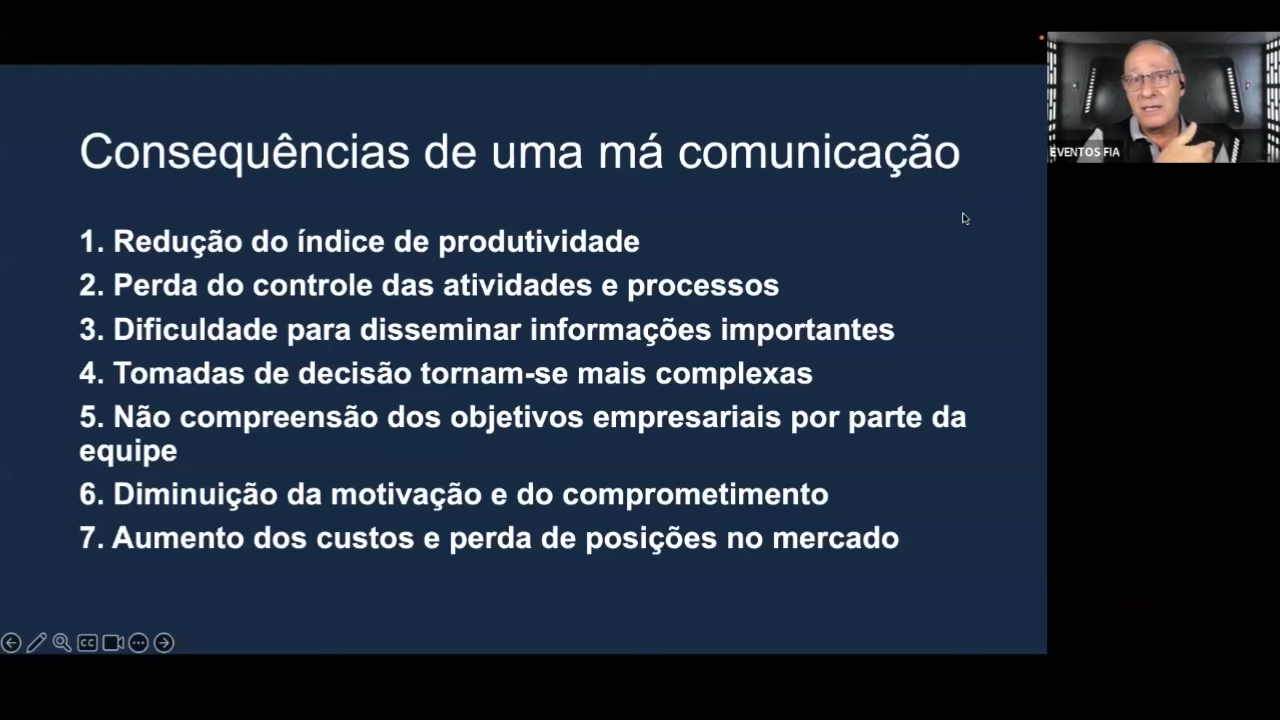 Consequências de uma má comunicação
1. Redução do índice de produtividade
2. Perda do controle das atividades e processos
3. Dificuldade para disseminar informações importantes
4. Tomadas de decisão tornam-se mais complexas
5. Não compreensão dos objetivos empresariais por parte da
equipe
6. Diminuição da motivação e do comprometimento
7. Aumento dos custos e perda de posições no mercado
EVENTOS FIA
CC